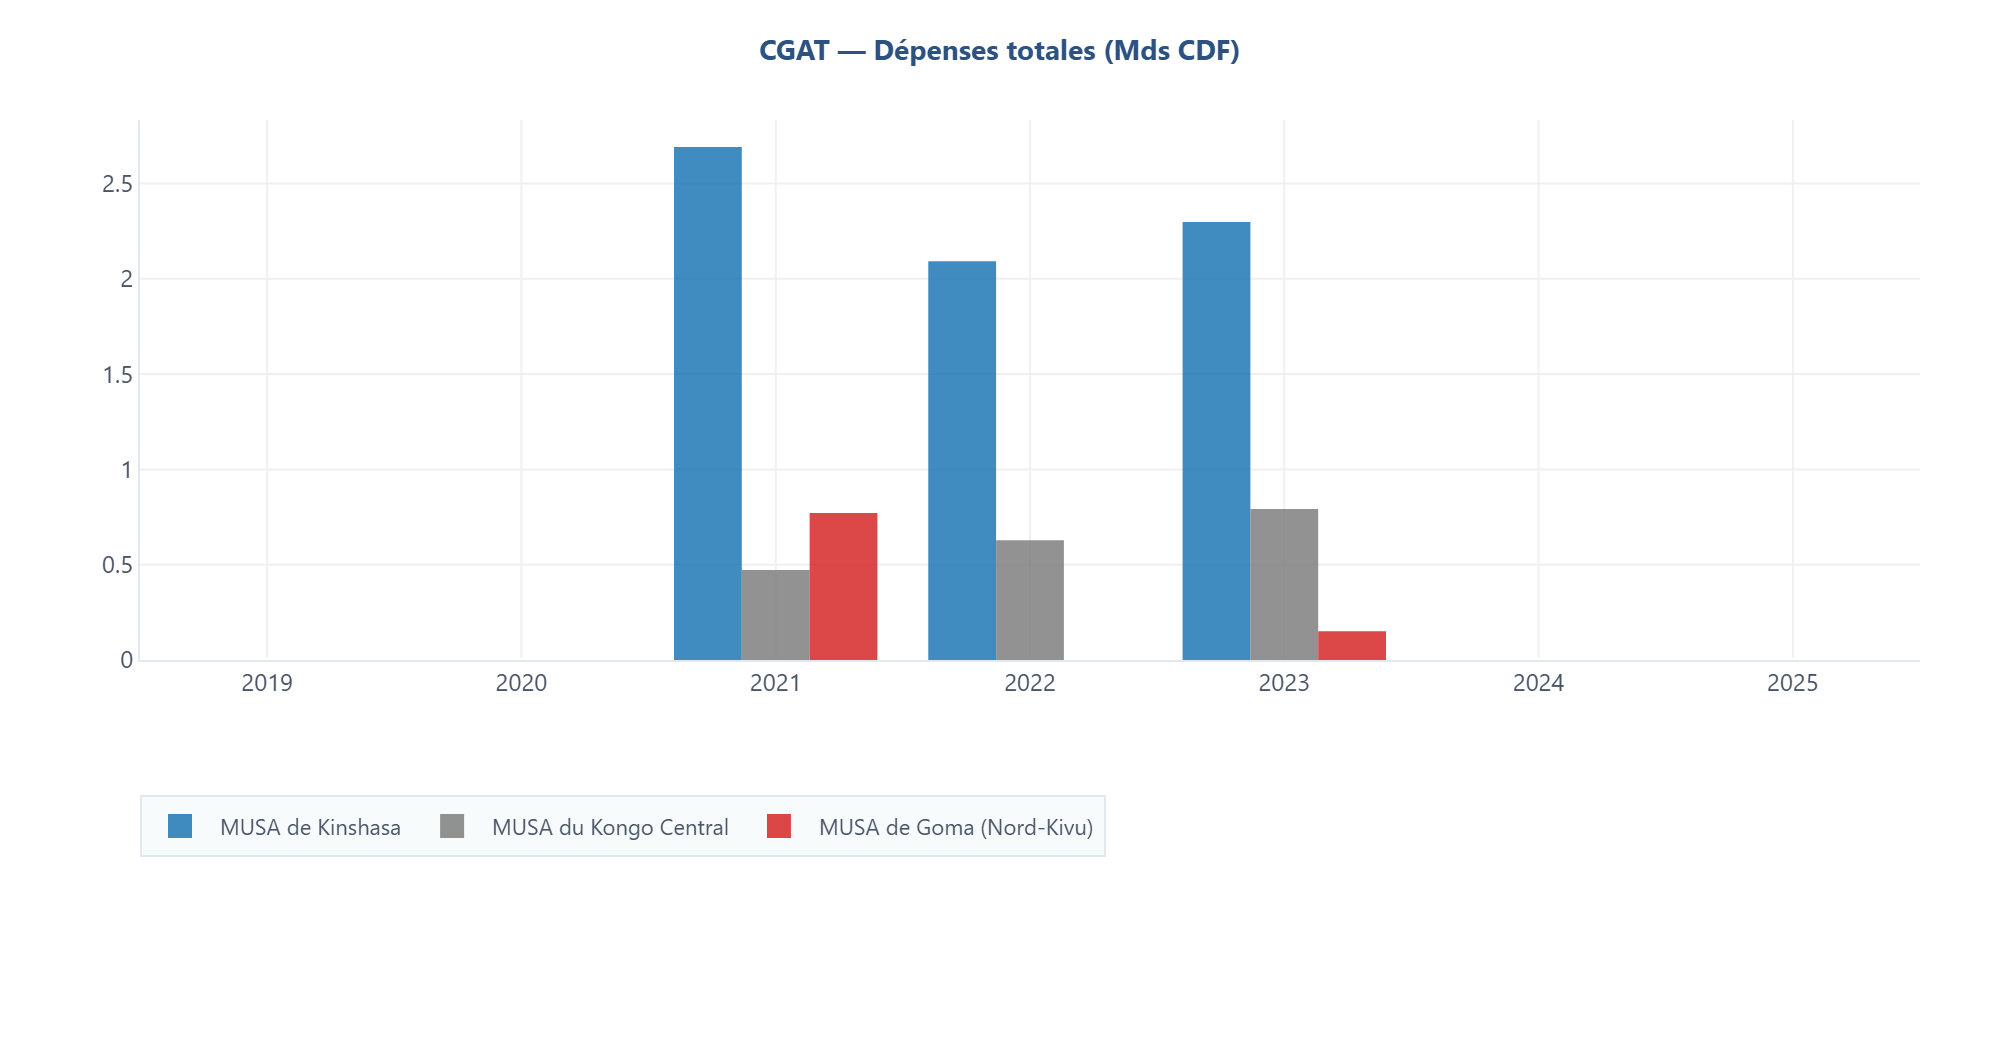 CGAT — Dépenses totales (Mds CDF)
2.5
2
1.5
1
0.5
0
2019 2020 2021 2022 2023 2024 2025
MUSA de Kinshasa MUSA du Kongo Central MUSA de Goma (Nord-Kivu)